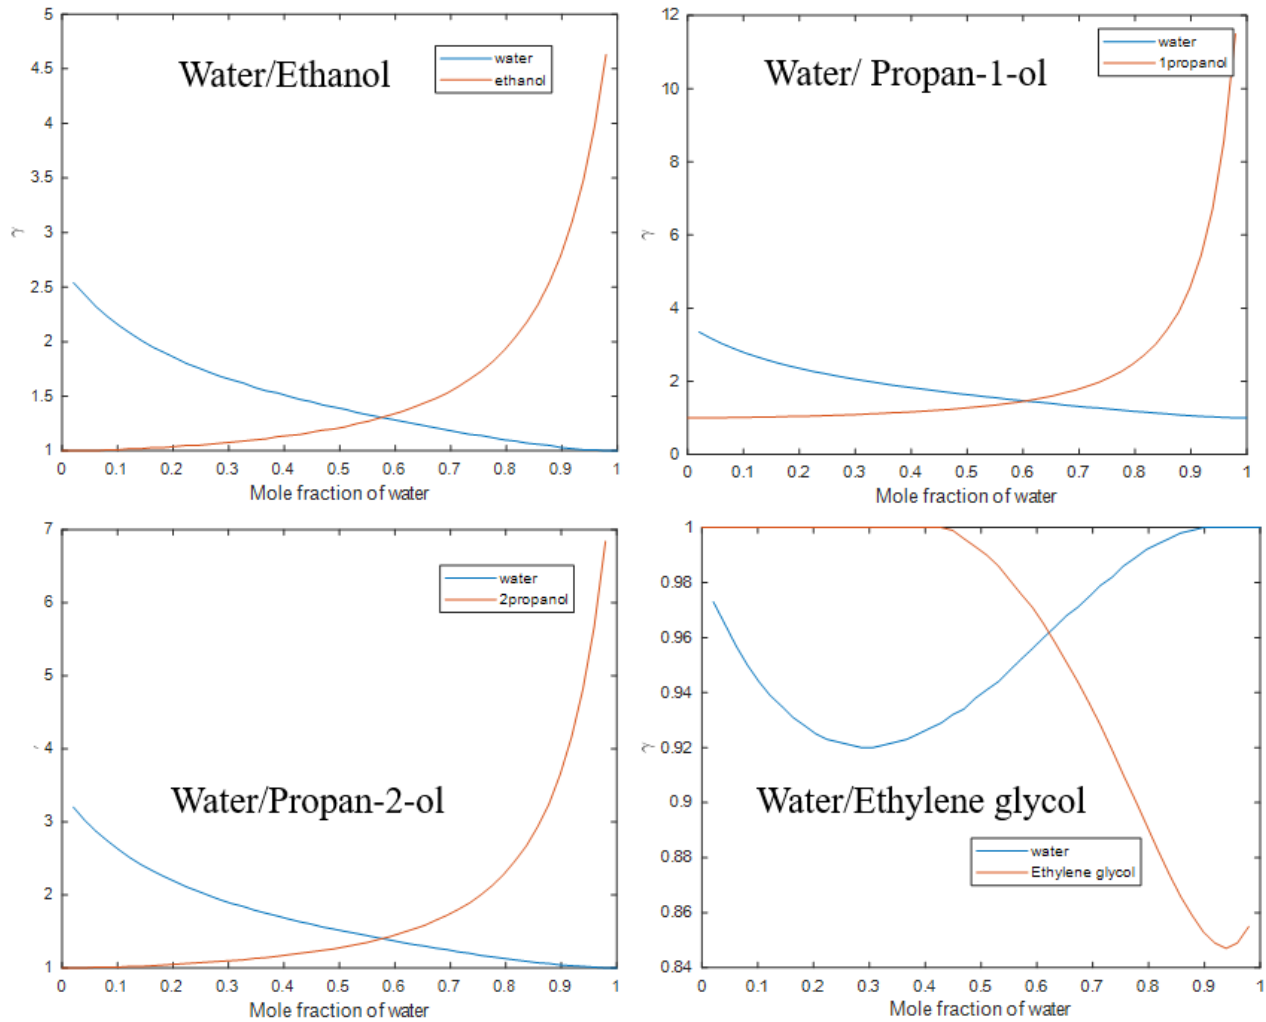 Water/Ethanol
water
ethanol
5
4.5
4
3.5
3
2.5
2
1.5
1
γ
0 0.1 0.2 0.3 0.4 0.5 0.6 0.7 0.8 0.9 1
Mole fraction of water
Water/ Propan-1-ol
water
1propanol
12
10
8
6
4
2
0
γ
0 0.1 0.2 0.3 0.4 0.5 0.6 0.7 0.8 0.9 1
Mole fraction of water
Water/Propan-2-ol
water
2propanol
7
6
5
4
3
2
1
0 0.1 0.2 0.3 0.4 0.5 0.6 0.7 0.8 0.9 1
Mole fraction of water
Water/Ethylene glycol
water
Ethylene glycol
1
0.98
0.96
0.94
0.92
0.9
0.88
0.86
0.84
γ
0 0.1 0.2 0.3 0.4 0.5 0.6 0.7 0.8 0.9 1
Mole fraction of water